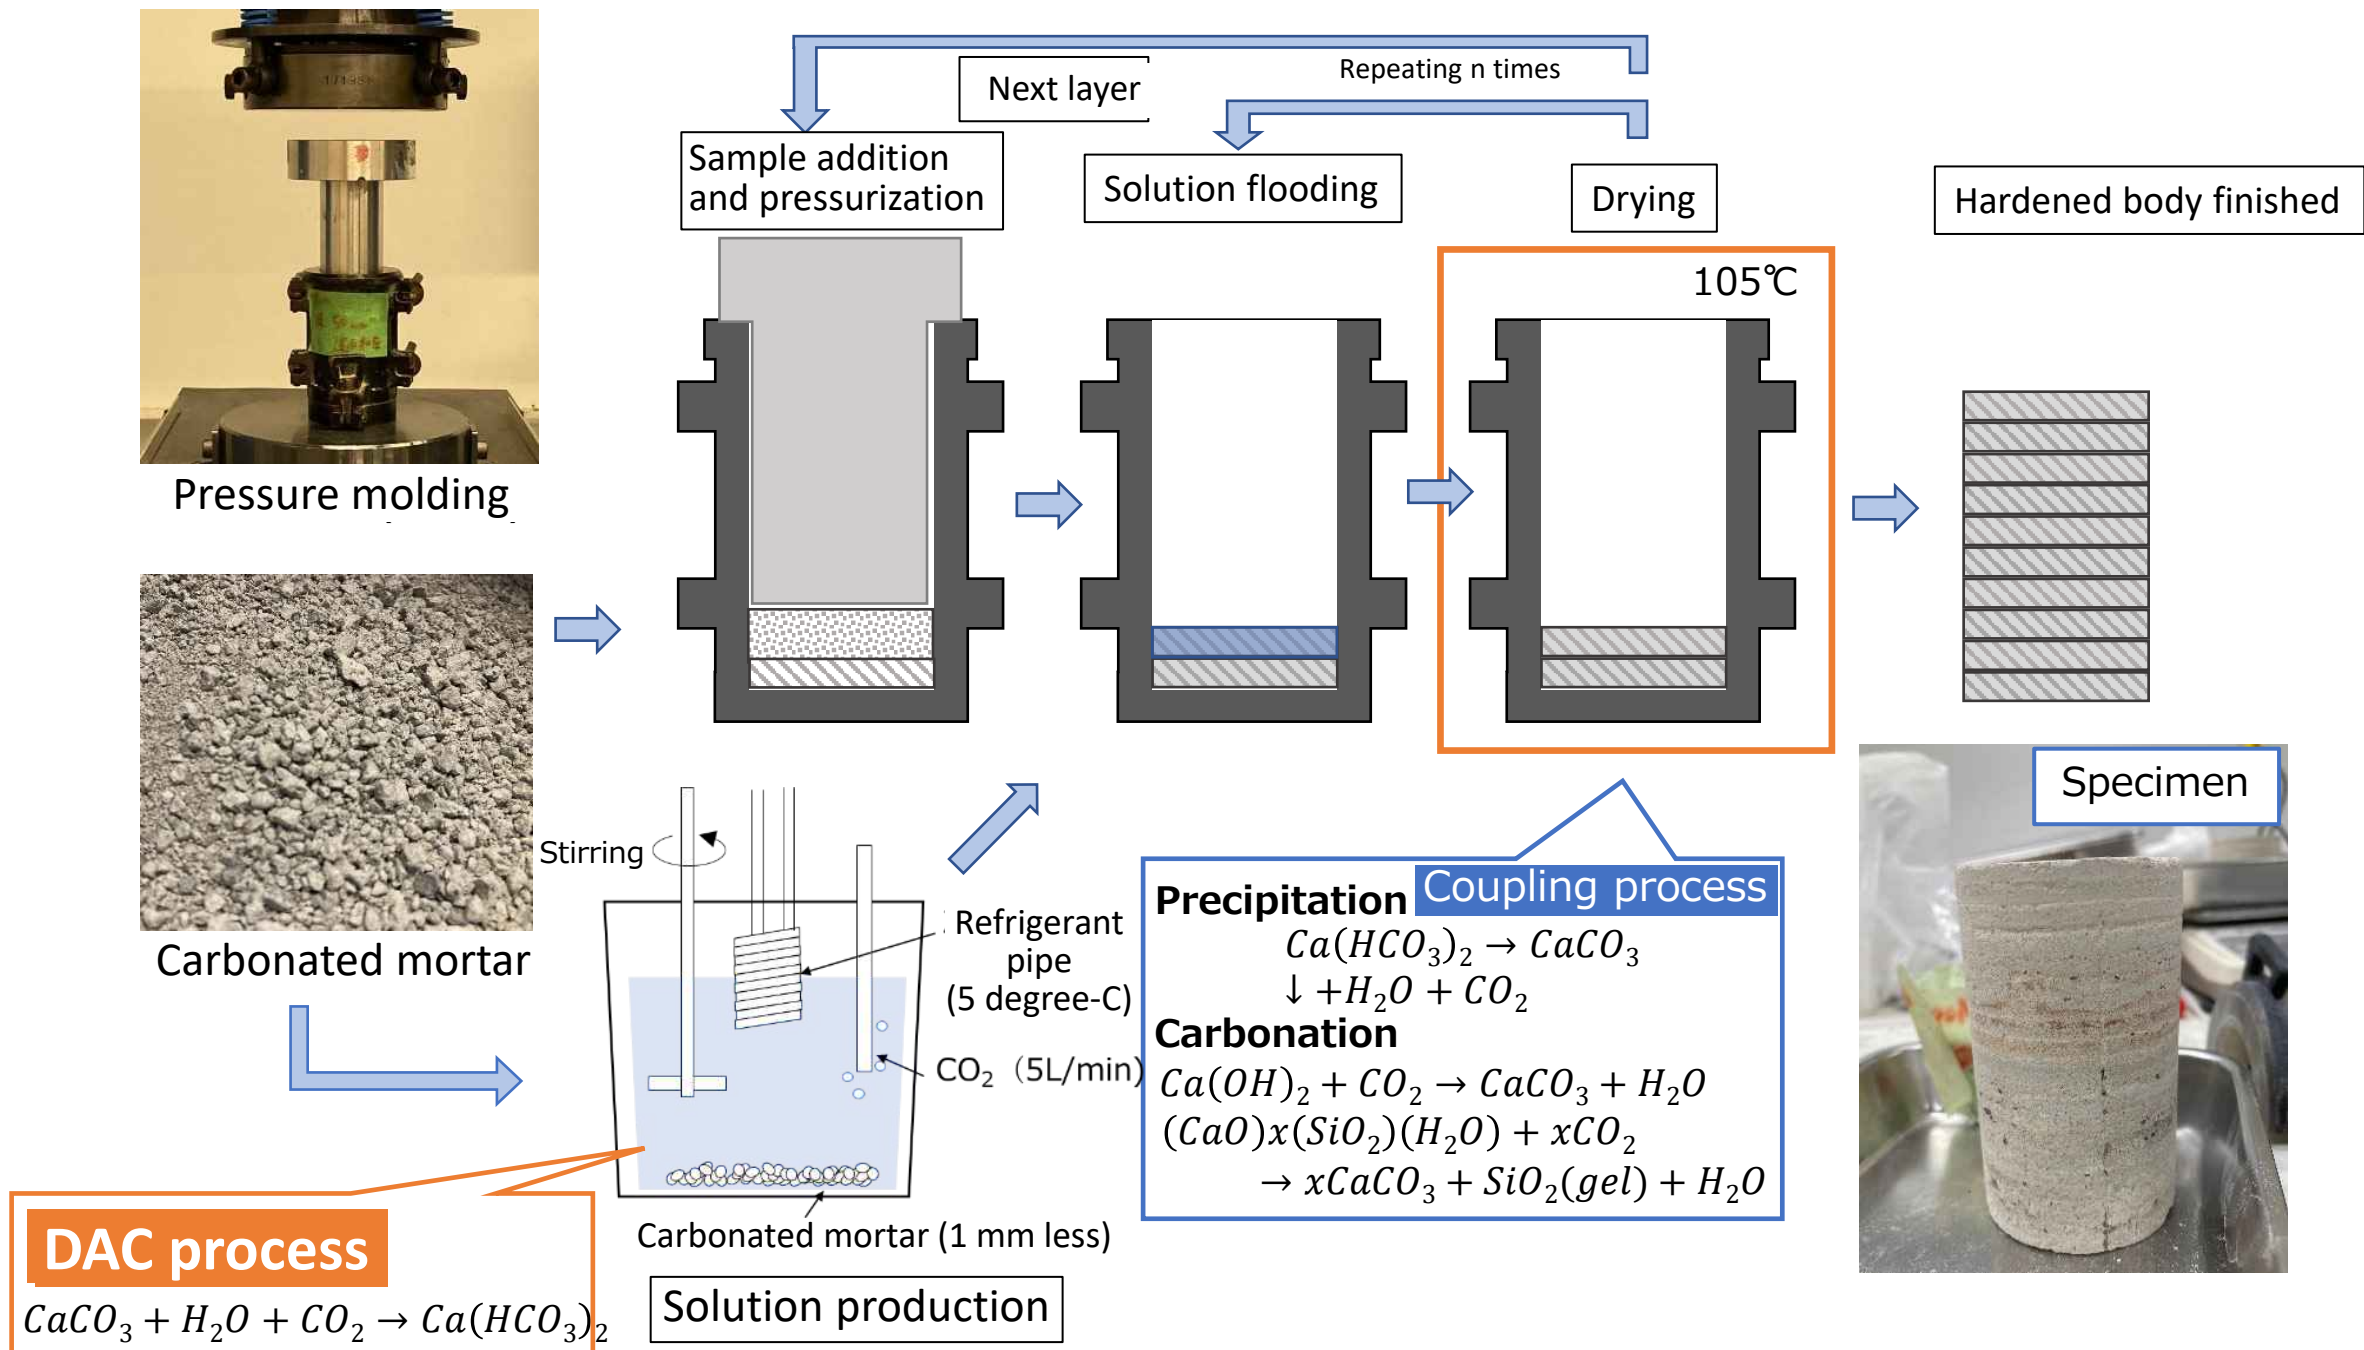 Next layer
Repeating n times
Sample addition
and pressurization
Solution flooding
Drying
Hardened body finished
105℃
Pressure molding
Carbonated mortar
Stirring
Refrigerant
pipe
(5 degree-C)
CO₂（5L/min)
Carbonated mortar (1 mm less)
Solution production
DAC process
CaCO₃ + H₂O + CO₂ → Ca(HCO₃)₂
Coupling process
Precipitation
Ca(HCO₃)₂ → CaCO₃
↓ +H₂O + CO₂
Carbonation
Ca(OH)₂ + CO₂ → CaCO₃ + H₂O
(CaO)x(SiO₂)(H₂O) + xCO₂
→ xCaCO₃ + SiO₂(gel) + H₂O
Specimen